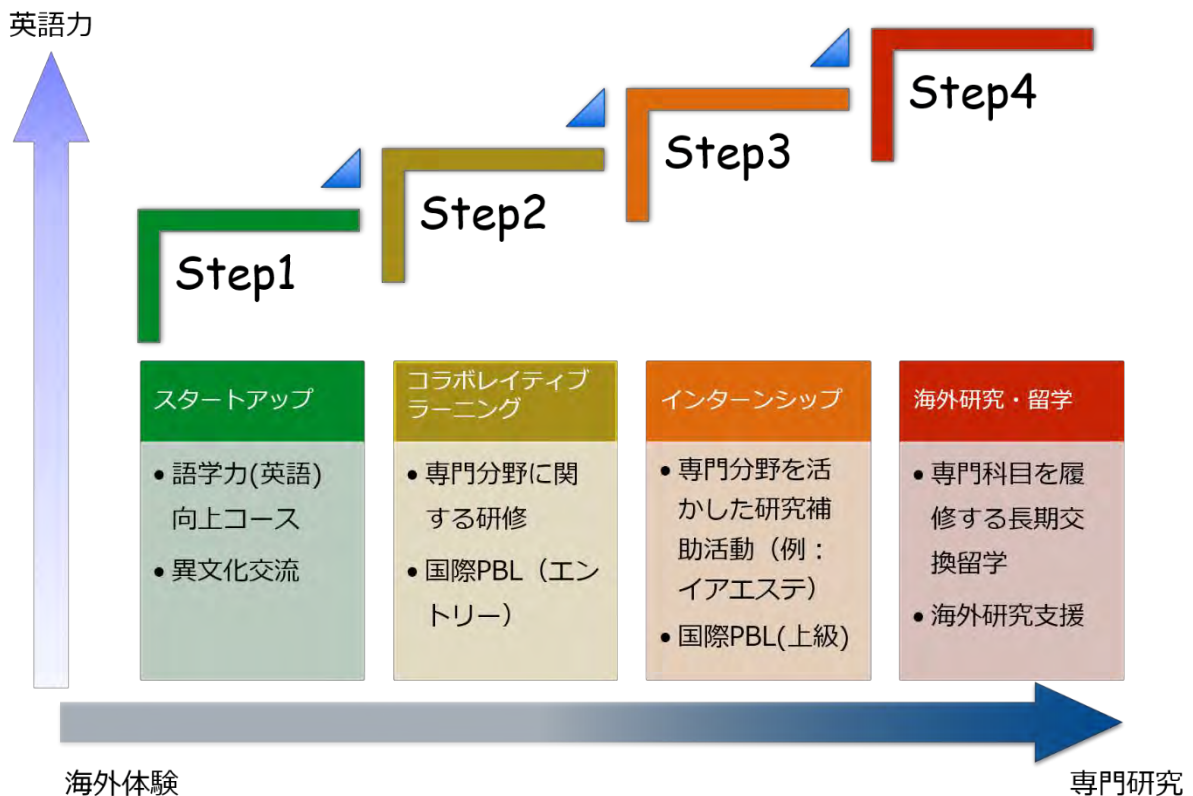 英語力
Step1
Step2
Step3
Step4
スタートアップ
• 語学力(英語)
向上コース
• 異文化交流
コラボレイティブ
ラーニング
• 専門分野に関
する研修
• 国際PBL（エン
トリー）
インターンシップ
• 専門分野を活
かした研究補
助活動（例：
イアエステ）
• 国際PBL(上級)
海外研究・留学
• 専門科目を履
修する長期交
換留学
• 海外研究支援
海外体験
専門研究